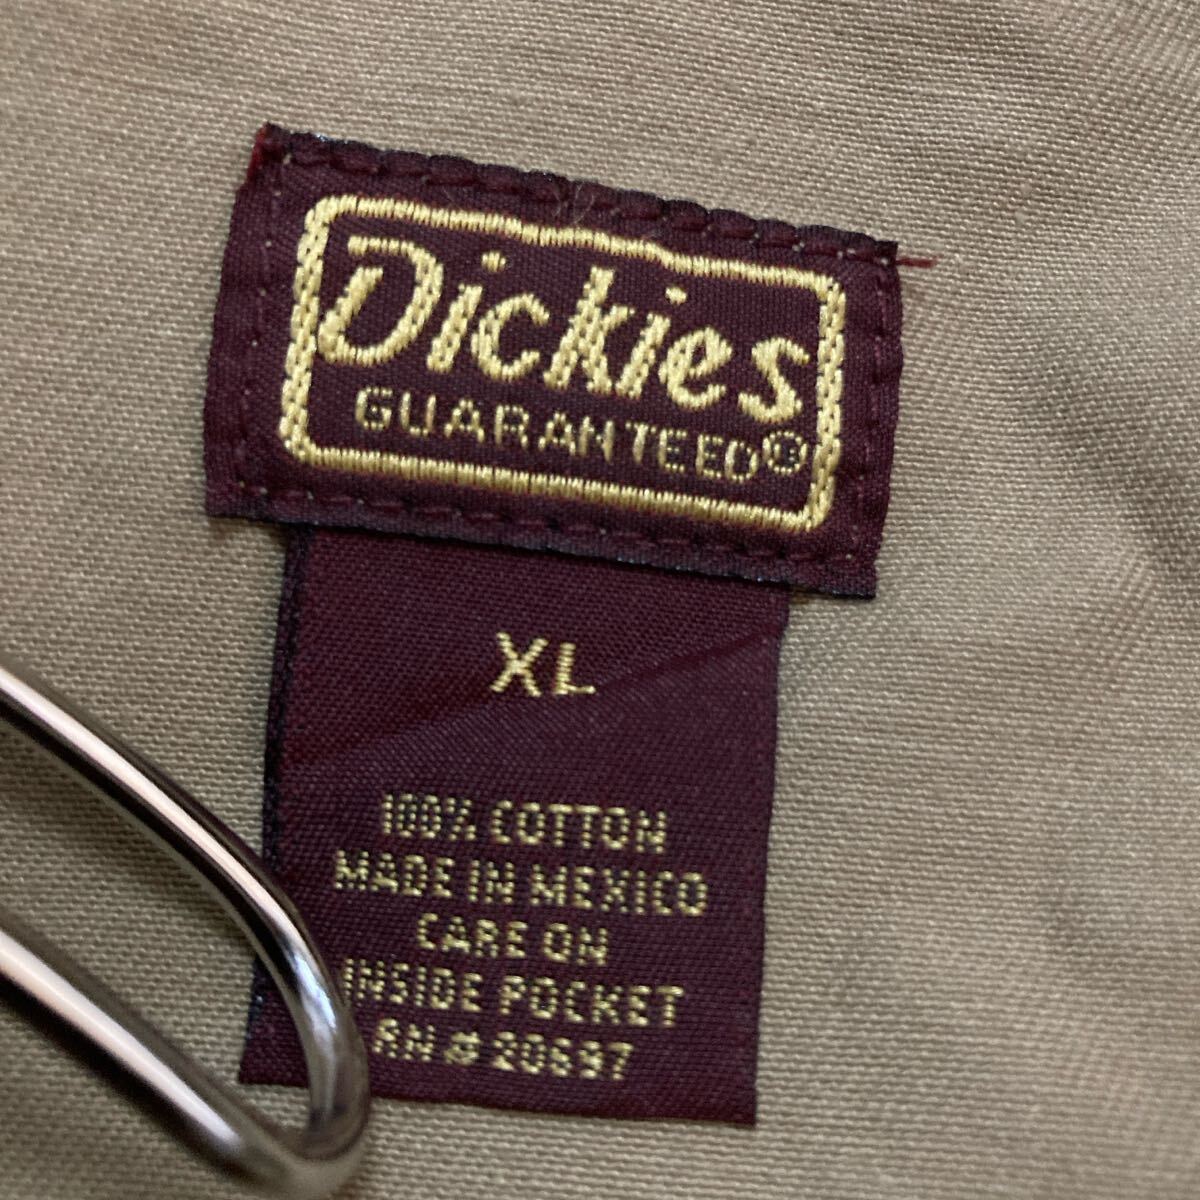 Dickies
GUARANTEED®
XL
100% COTTON
MADE IN MEXICO
CARE ON
INSIDE POCKET
RN # 20697